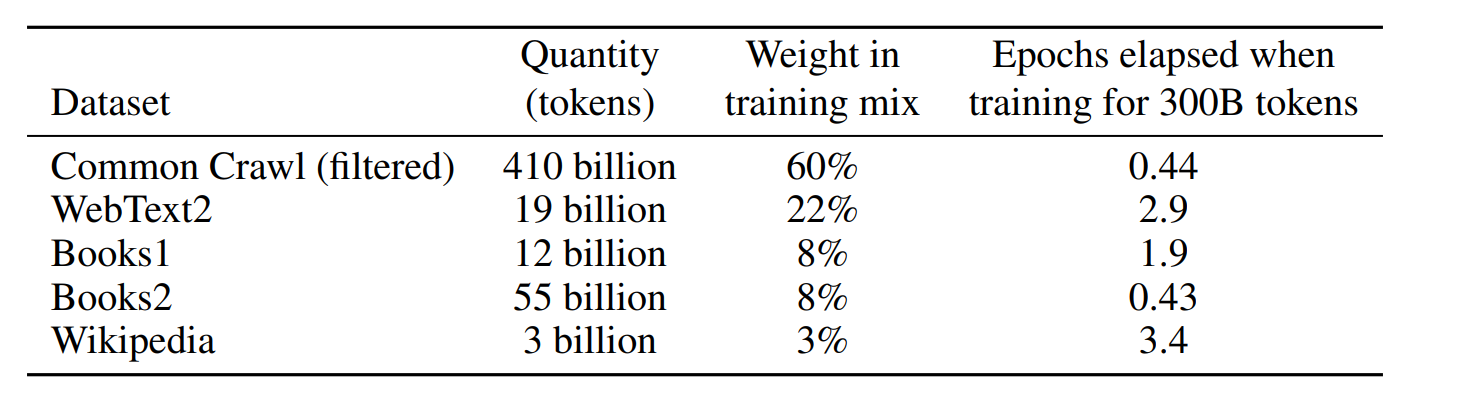 Dataset Quantity (tokens) Weight in training mix Epochs elapsed when training for 300B tokens
Common Crawl (filtered) 410 billion 60% 0.44
WebText2 19 billion 22% 2.9
Books1 12 billion 8% 1.9
Books2 55 billion 8% 0.43
Wikipedia 3 billion 3% 3.4